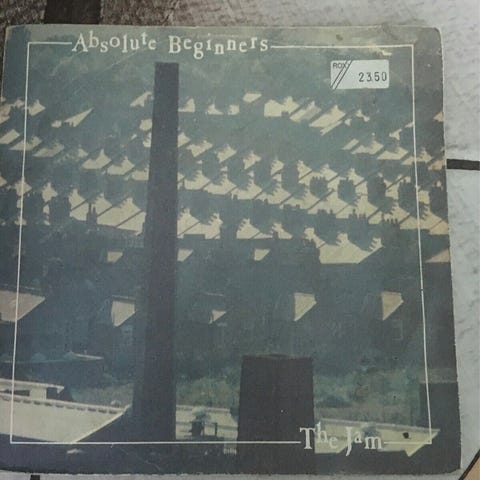 Absolute Beginners
ROX
23.50
The Jam